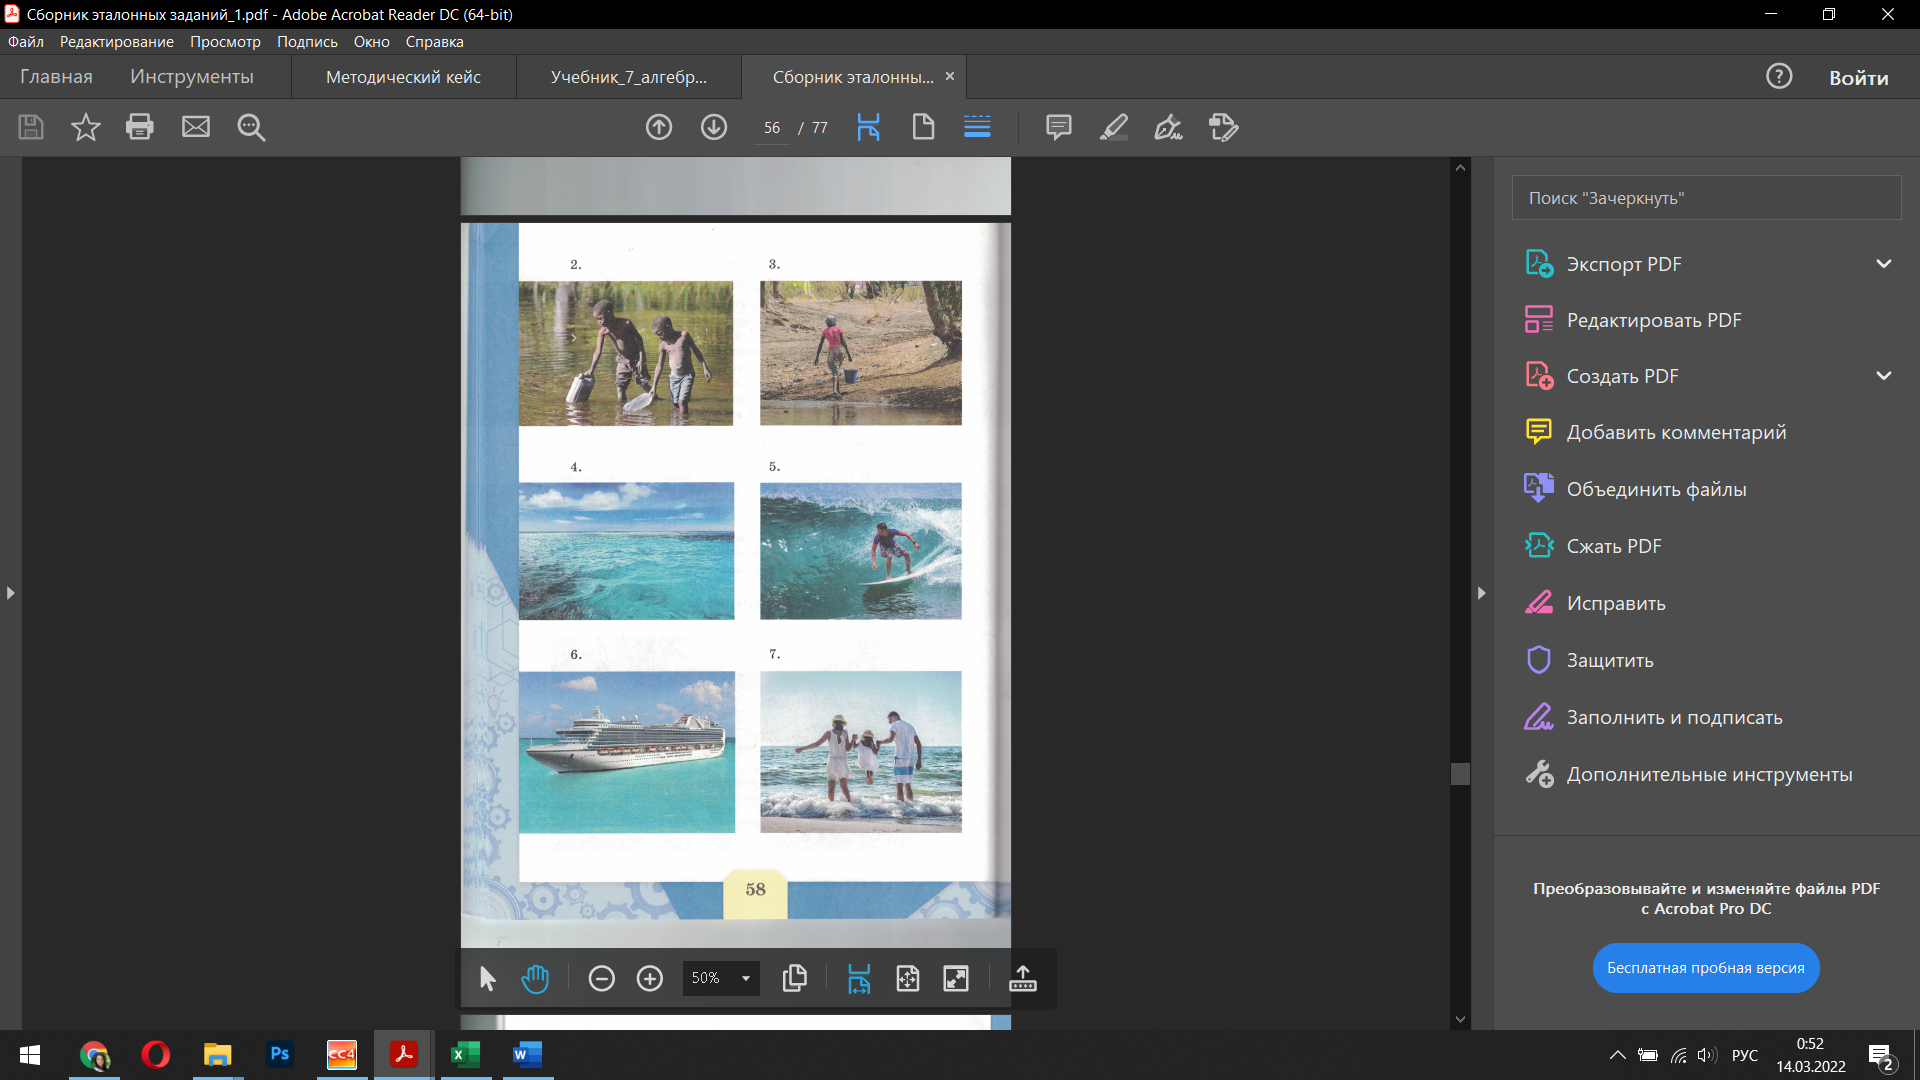 Сборник эталонных заданий_1.pdf - Adobe Acrobat Reader DC (64-bit)
Файл Редактирование Просмотр Подпись Окно Справка
Главная Инструменты Методический кейс Учебник_7_алгебр... Сборник эталонны... Войти
56 / 77
Поиск "Зачеркнуть"
Экспорт PDF
Редактировать PDF
Создать PDF
Добавить комментарий
Объединить файлы
Сжать PDF
Исправить
Защитить
Заполнить и подписать
Дополнительные инструменты
Преобразовывайте и изменяйте файлы PDF
с Acrobat Pro DC
Бесплатная пробная версия
2. 3.
4. 5.
6. 7.
58
50%
Ps CC4 X W
РУС
0:52
14.03.2022
2